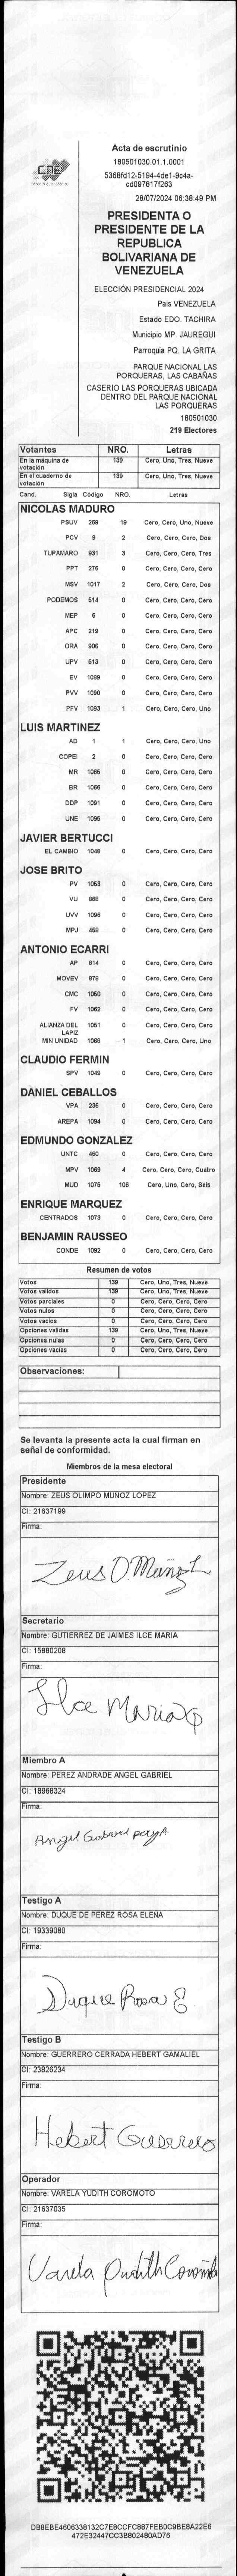 CNE
Acta de escrutinio
180501030.01.1.0001
5368fd12-5194-4de1-9c4a-
cd097817f263
28/07/2024 06:38:49 PM
PRESIDENTA O
PRESIDENTE DE LA
REPUBLICA
BOLIVARIANA DE
VENEZUELA
ELECCIÓN PRESIDENCIAL 2024
Pais VENEZUELA
Estado EDO. TACHIRA
Municipio MP. JAUREGUI
Parroquia PQ. LA GRITA
PARQUE NACIONAL LAS
PORQUERAS, LAS CABAÑAS
CASERIO LAS PORQUERAS UBICADA
DENTRO DEL PARQUE NACIONAL
LAS PORQUERAS
180501030
219 Electores
Votantes NRO. Letras
En la máquina de votación 139 Cero, Uno, Tres, Nueve
En el cuaderno de votación 139 Cero, Uno, Tres, Nueve
Cand. Sigla Código NRO. Letras
NICOLAS MADURO
PSUV 269 19 Cero, Cero, Uno, Nueve
PCV 9 2 Cero, Cero, Cero, Dos
TUPAMARO 931 3 Cero, Cero, Cero, Tres
PPT 276 0 Cero, Cero, Cero, Cero
MSV 1017 2 Cero, Cero, Cero, Dos
PODEMOS 514 0 Cero, Cero, Cero, Cero
MEP 6 0 Cero, Cero, Cero, Cero
APC 219 0 Cero, Cero, Cero, Cero
ORA 906 0 Cero, Cero, Cero, Cero
UPV 513 0 Cero, Cero, Cero, Cero
EV 1089 0 Cero, Cero, Cero, Cero
PVV 1090 0 Cero, Cero, Cero, Cero
PFV 1093 1 Cero, Cero, Cero, Uno
LUIS MARTINEZ
AD 1 1 Cero, Cero, Cero, Uno
COPEI 2 0 Cero, Cero, Cero, Cero
MR 1065 0 Cero, Cero, Cero, Cero
BR 1066 0 Cero, Cero, Cero, Cero
DDP 1091 0 Cero, Cero, Cero, Cero
UNE 1095 0 Cero, Cero, Cero, Cero
JAVIER BERTUCCI
EL CAMBIO 1048 0 Cero, Cero, Cero, Cero
JOSE BRITO
PV 1053 0 Cero, Cero, Cero, Cero
VU 868 0 Cero, Cero, Cero, Cero
UVV 1096 0 Cero, Cero, Cero, Cero
MPJ 458 0 Cero, Cero, Cero, Cero
ANTONIO ECARRI
AP 814 0 Cero, Cero, Cero, Cero
MOVEV 978 0 Cero, Cero, Cero, Cero
CMC 1050 0 Cero, Cero, Cero, Cero
FV 1062 0 Cero, Cero, Cero, Cero
ALIANZA DEL LAPIZ 1051 0 Cero, Cero, Cero, Cero
MIN UNIDAD 1068 1 Cero, Cero, Cero, Uno
CLAUDIO FERMIN
SPV 1049 0 Cero, Cero, Cero, Cero
DANIEL CEBALLOS
VPA 236 0 Cero, Cero, Cero, Cero
AREPA 1094 0 Cero, Cero, Cero, Cero
EDMUNDO GONZALEZ
UNTC 460 0 Cero, Cero, Cero, Cero
MPV 1069 4 Cero, Cero, Cero, Cuatro
MUD 1075 106 Cero, Uno, Cero, Seis
ENRIQUE MARQUEZ
CENTRADOS 1073 0 Cero, Cero, Cero, Cero
BENJAMIN RAUSSEO
CONDE 1092 0 Cero, Cero, Cero, Cero
Resumen de votos
Votos 139 Cero, Uno, Tres, Nueve
Votos validos 139 Cero, Uno, Tres, Nueve
Votos parciales 0 Cero, Cero, Cero, Cero
Votos nulos 0 Cero, Cero, Cero, Cero
Votos vacios 0 Cero, Cero, Cero, Cero
Opciones validas 139 Cero, Uno, Tres, Nueve
Opciones nulas 0 Cero, Cero, Cero, Cero
Opciones vacias 0 Cero, Cero, Cero, Cero
Observaciones:
Se levanta la presente acta la cual firman en
señal de conformidad.
Miembros de la mesa electoral
Presidente
Nombre: ZEUS OLIMPO MUÑOZ LOPEZ
CI: 21637199
Firma:
Zeus O. Muñoz L
Secretario
Nombre: GUTIERREZ DE JAIMES ILCE MARIA
CI: 15880208
Firma:
Ilce Maria G
Miembro A
Nombre: PEREZ ANDRADE ANGEL GABRIEL
CI: 18968324
Firma:
Angel Gabriel
Testigo A
Nombre: DUQUE DE PEREZ ROSA ELENA
CI: 19339080
Firma:
Duque Rosa E.
Testigo B
Nombre: GUERRERO CERRADA HEBERT GAMALIEL
CI: 23826234
Firma:
Hebert Guerrero
Operador
Nombre: VARELA YUDITH COROMOTO
CI: 21637035
Firma:
Varela Yudith Coromoto
DB8EBE4606338132C7E8CCFC887FEB0C9BE8A22E6
472E32447CC3B802480AD76